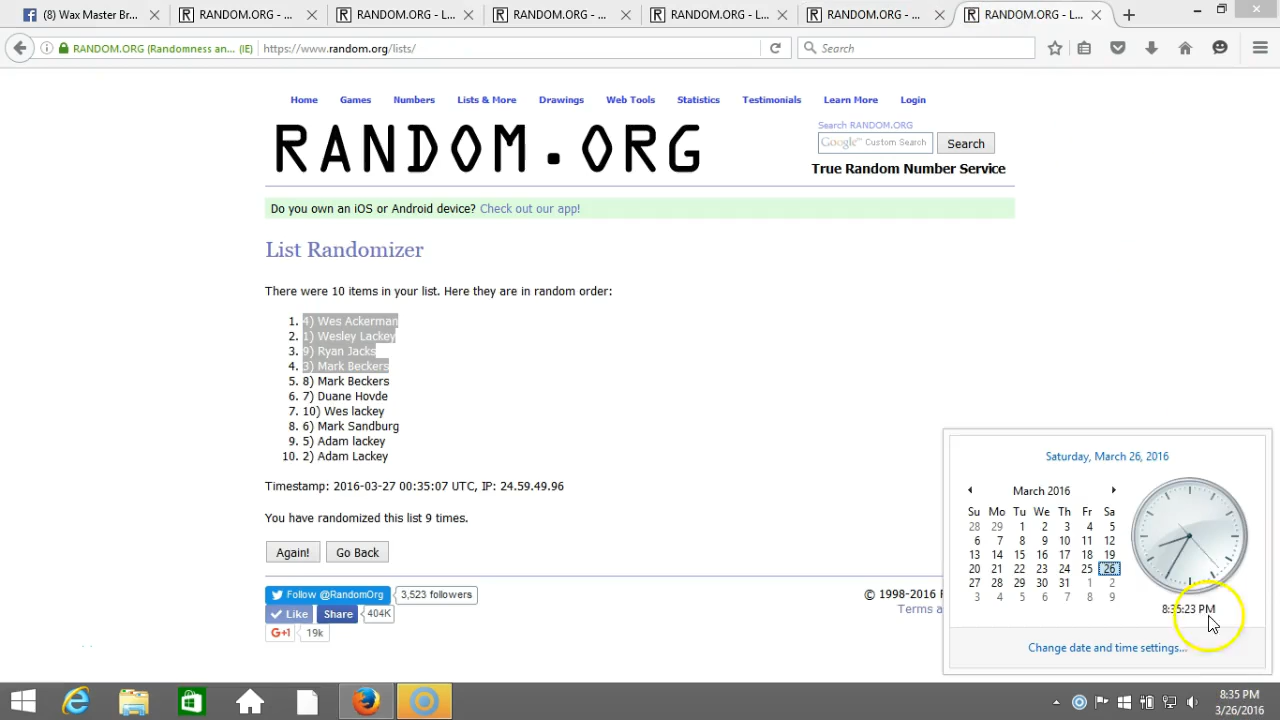 (8) Wax Master Br...
RANDOM.ORG - ...
RANDOM.ORG - L...
RANDOM.ORG - ...
RANDOM.ORG - L...
RANDOM.ORG - ...
RANDOM.ORG - L...
RANDOM.ORG (Randomness an... (IE)
https://www.random.org/lists/
Search
Home Games Numbers Lists & More Drawings Web Tools Statistics Testimonials Learn More Login
RANDOM.ORG
Search RANDOM.ORG
Google™ Custom Search
Search
True Random Number Service
Do you own an iOS or Android device? Check out our app!
List Randomizer
There were 10 items in your list. Here they are in random order:
1. 4) Wes Ackerman
2. 1) Wesley Lackey
3. 9) Ryan Jacks
4. 3) Mark Beckers
5. 8) Mark Beckers
6. 7) Duane Hovde
7. 10) Wes lackey
8. 6) Mark Sandburg
9. 5) Adam lackey
10. 2) Adam Lackey
Timestamp: 2016-03-27 00:35:07 UTC, IP: 24.59.49.96
You have randomized this list 9 times.
Again! Go Back
Follow @RandomOrg 3,523 followers
Like Share 404K
G+1 19k
© 1998-2016 R
Terms a
Saturday, March 26, 2016
March 2016
Su Mo Tu We Th Fr Sa
28 29 1 2 3 4 5
6 7 8 9 10 11 12
13 14 15 16 17 18 19
20 21 22 23 24 25 26
27 28 29 30 31 1 2
3 4 5 6 7 8 9
8:35:23 PM
Change date and time settings...
8:35 PM
3/26/2016